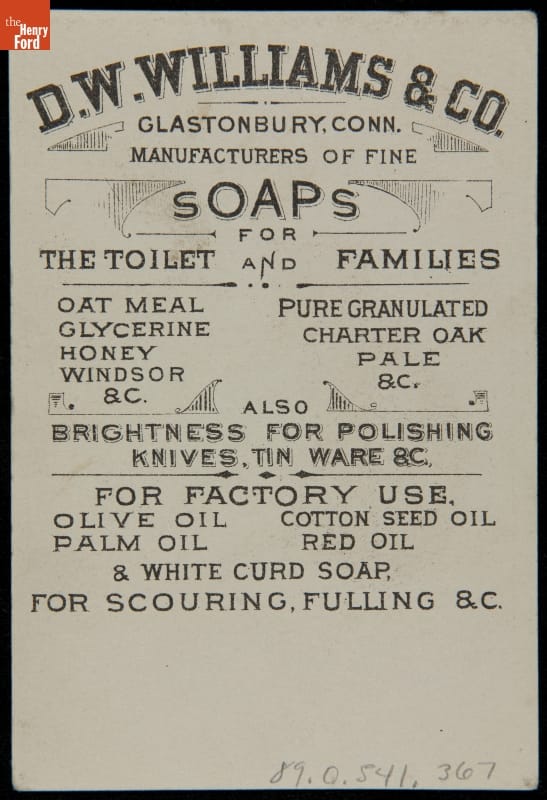 the
Henry
Ford
D.W. WILLIAMS & CO.
GLASTONBURY, CONN.
MANUFACTURERS OF FINE
SOAPS
FOR
THE TOILET AND FAMILIES
OAT MEAL
GLYCERINE
HONEY
WINDSOR
&C.
PURE GRANULATED
CHARTER OAK
PALE
&C.
ALSO
BRIGHTNESS FOR POLISHING
KNIVES, TIN WARE &C,
FOR FACTORY USE.
OLIVE OIL COTTON SEED OIL
PALM OIL RED OIL
& WHITE CURD SOAP,
FOR SCOURING, FULLING &C.
89.0.541.367